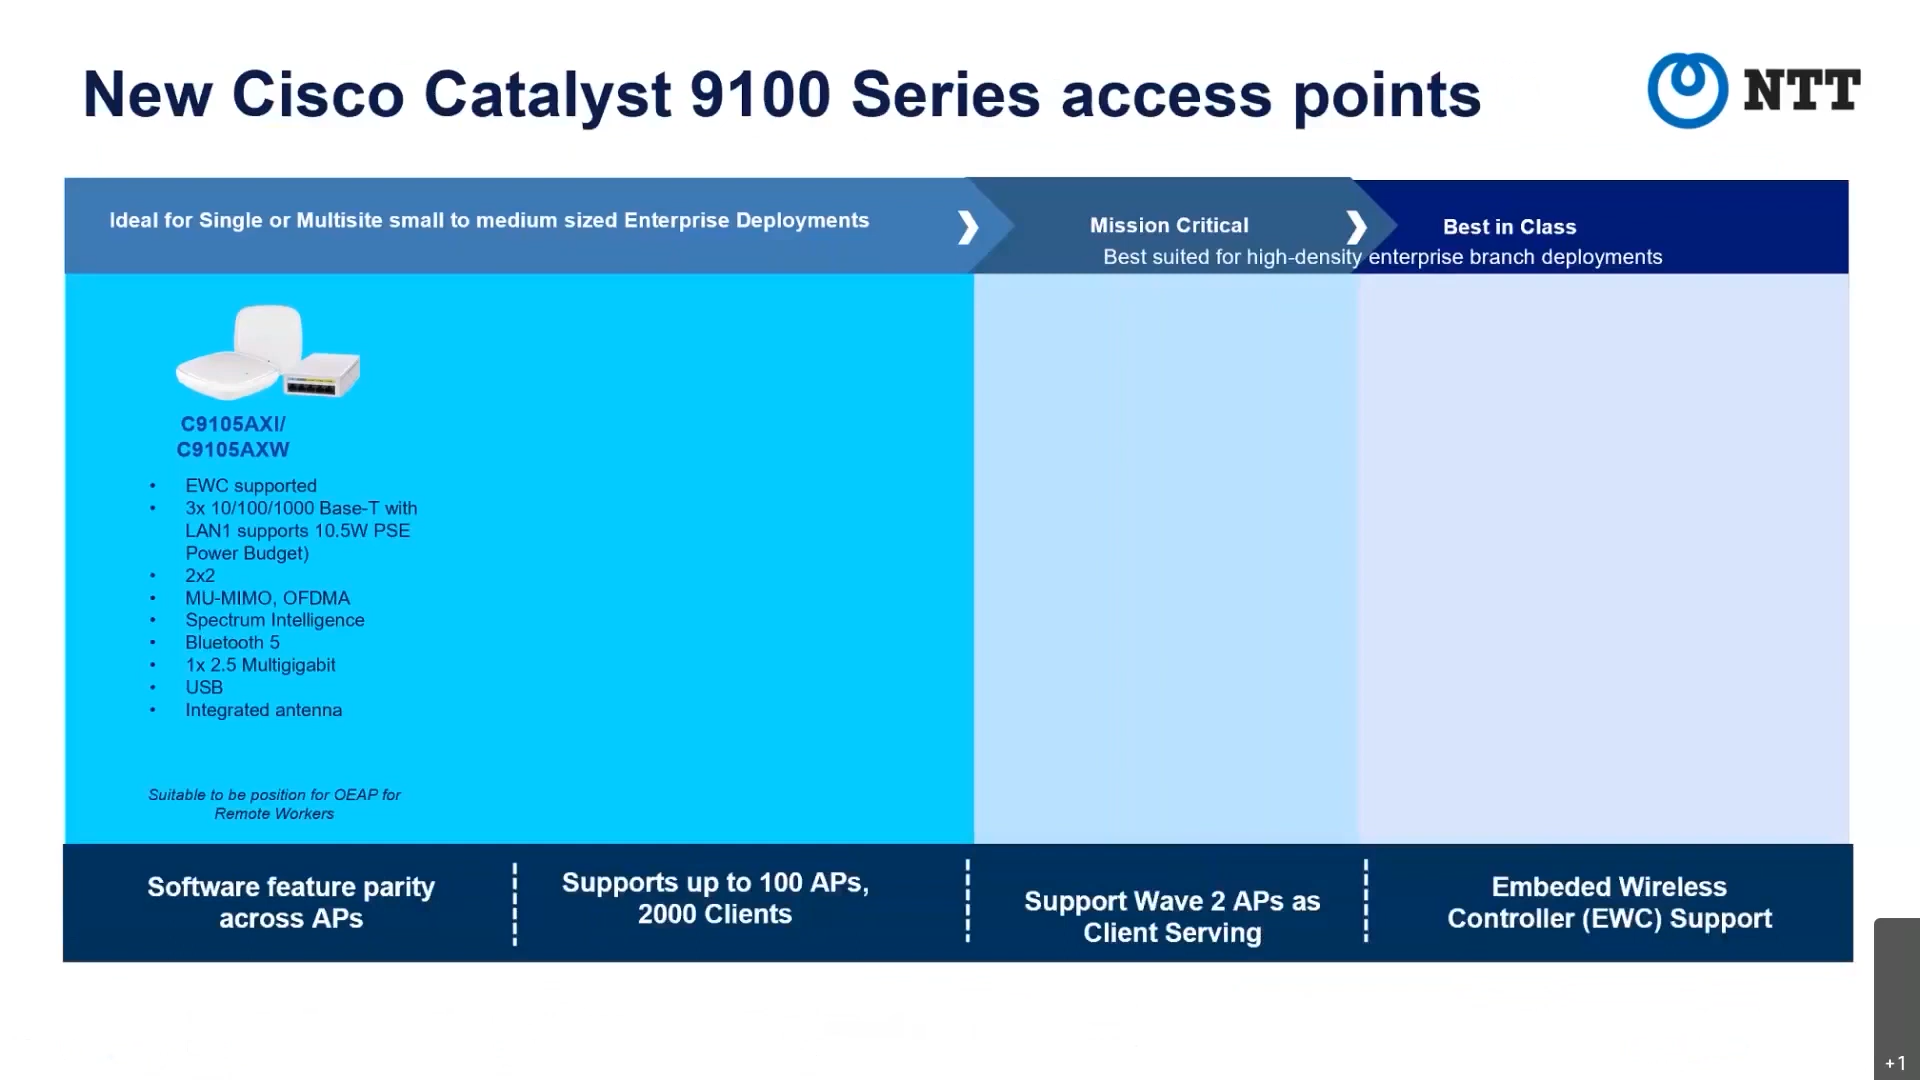 New Cisco Catalyst 9100 Series access points
NTT
Ideal for Single or Multisite small to medium sized Enterprise Deployments
Mission Critical
Best in Class
Best suited for high-density enterprise branch deployments
C9105AXI/
C9105AXW
• EWC supported
• 3x 10/100/1000 Base-T with
LAN1 supports 10.5W PSE
Power Budget)
• 2x2
• MU-MIMO, OFDMA
• Spectrum Intelligence
• Bluetooth 5
• 1x 2.5 Multigigabit
• USB
• Integrated antenna
Suitable to be position for OEAP for
Remote Workers
Software feature parity
across APs
Supports up to 100 APs,
2000 Clients
Support Wave 2 APs as
Client Serving
Embeded Wireless
Controller (EWC) Support
+1